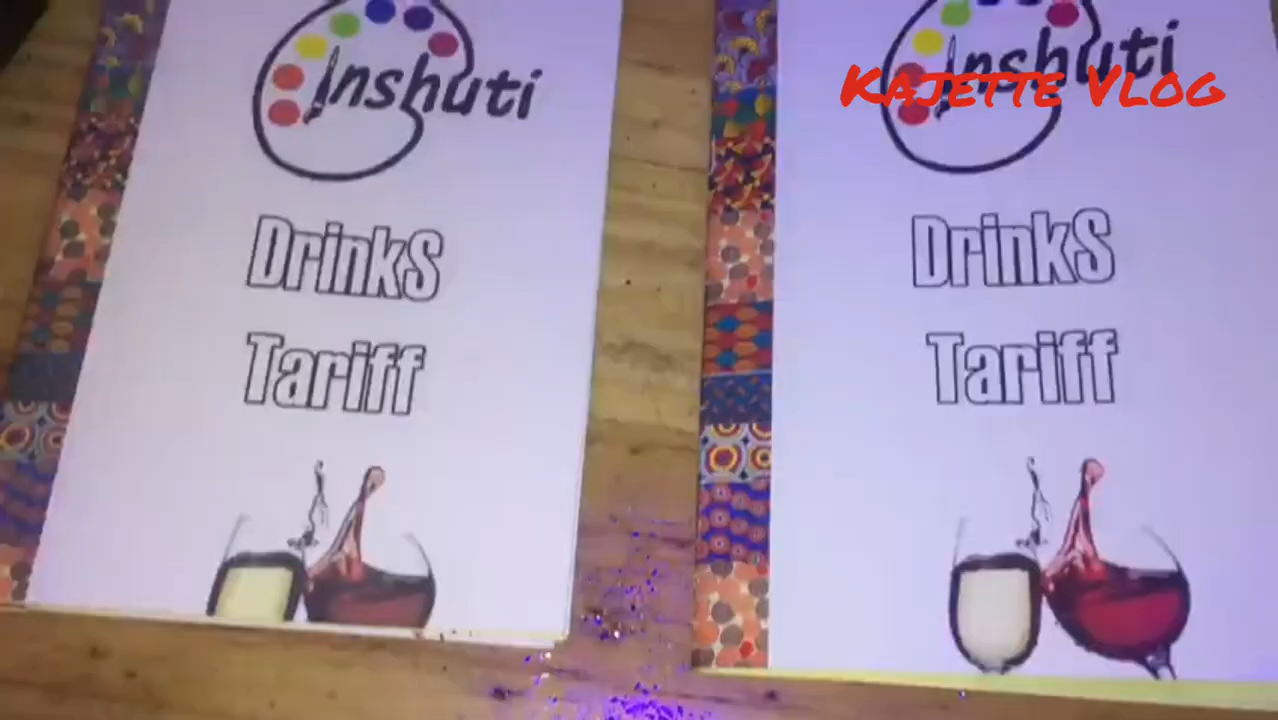 Inshuti
DrinkS
Tariff
Inshuti
Kajette Vlog
DrinkS
Tariff